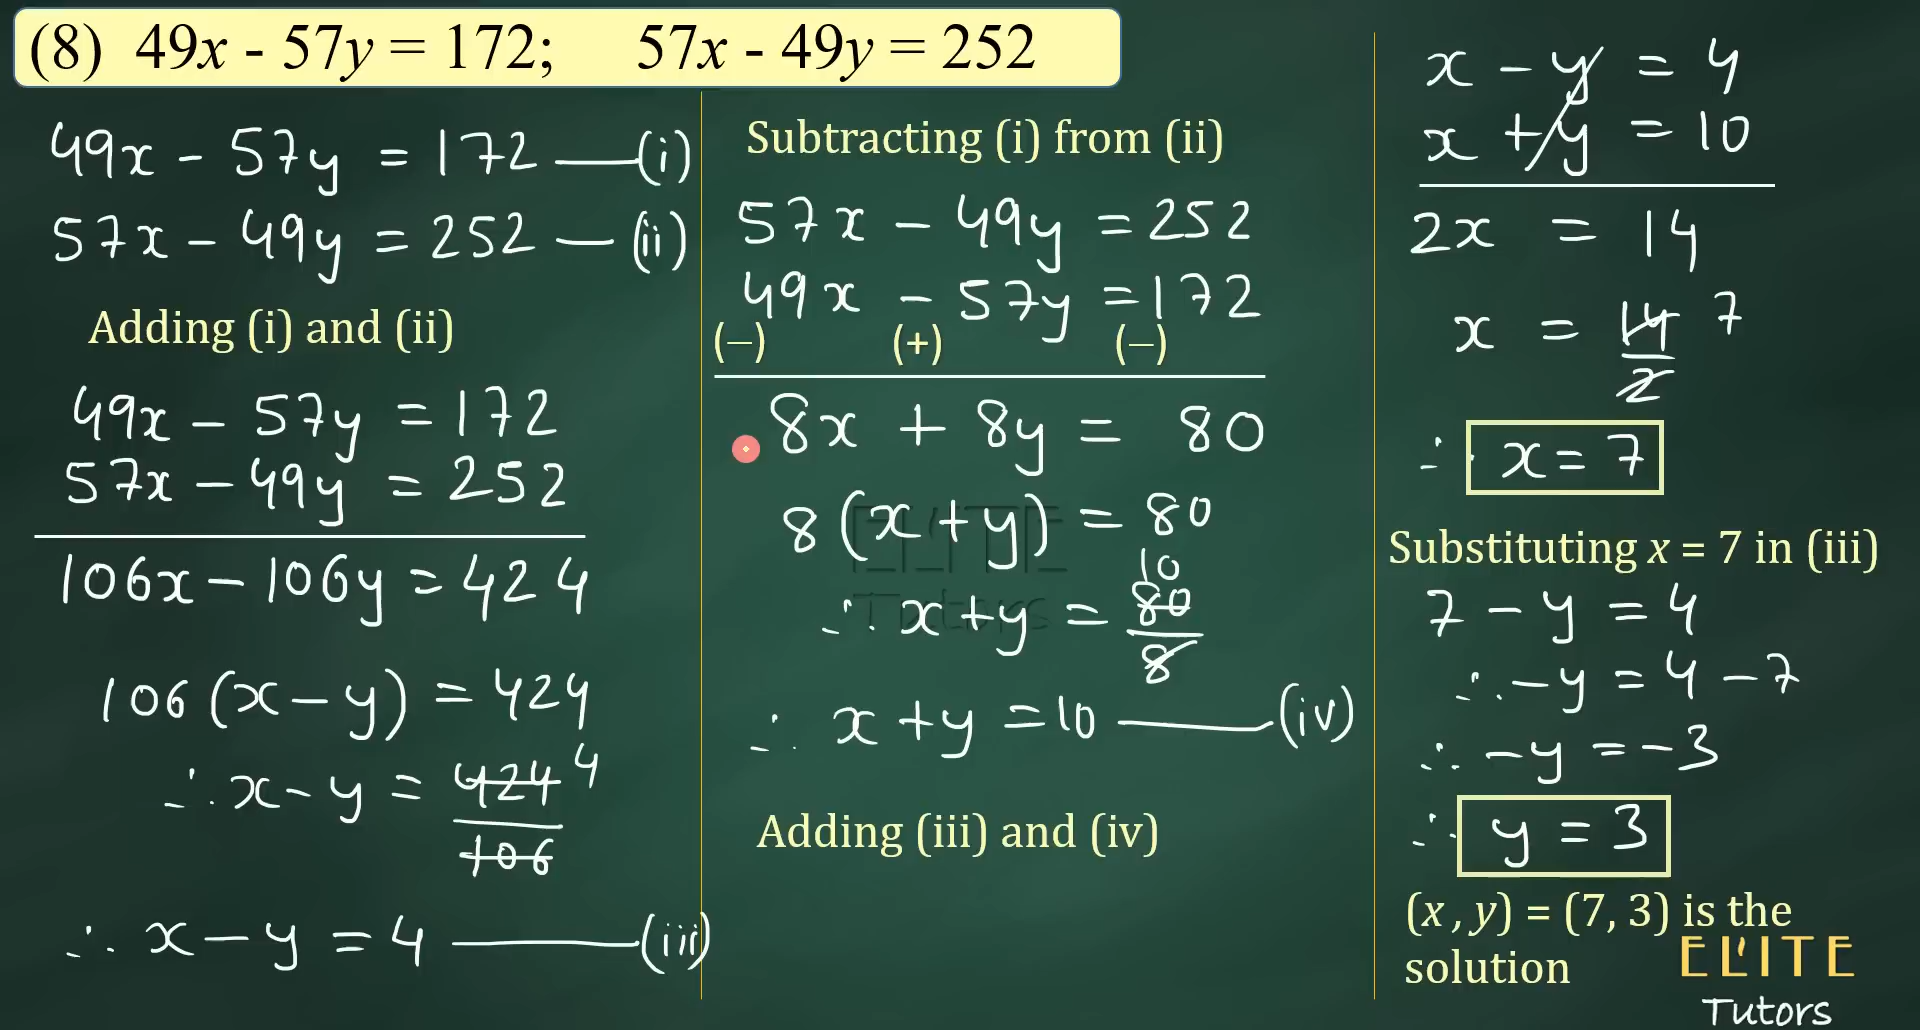 (8) 49x - 57y = 172; 57x - 49y = 252
49x - 57y = 172 —— (i)
57x - 49y = 252 — (ii)
Adding (i) and (ii)
49x - 57y = 172
57x - 49y = 252
106x - 106y = 424
106 (x - y) = 424
∴ x - y = 424 4
106
∴ x - y = 4 ——— (iii)
Subtracting (i) from (ii)
57x - 49y = 252
49x - 57y = 172
(−) (+) (−)
8x + 8y = 80
8 (x + y) = 80
10
∴ x + y = 80
8
∴ x + y = 10 ——— (iv)
Adding (iii) and (iv)
x - y = 4
x + y = 10
2x = 14
x = 14 7
2
∴ x = 7
Substituting x = 7 in (iii)
7 - y = 4
∴ -y = 4 - 7
∴ -y = -3
∴ y = 3
(x , y) = (7, 3) is the
solution
ELITE
Tutors
ELITE
Tutors